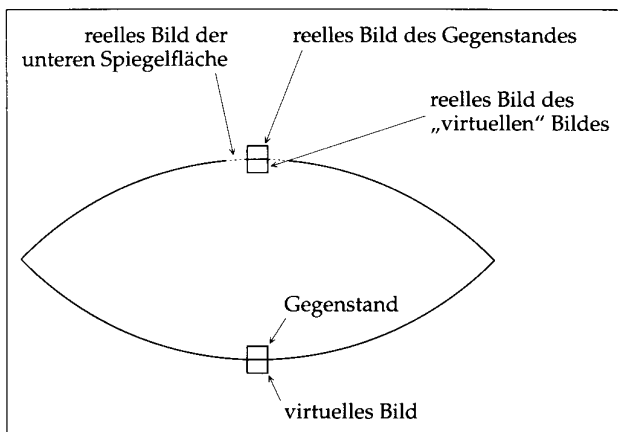 reelles Bild der
unteren Spiegelfläche
reelles Bild des Gegenstandes
reelles Bild des
„virtuellen“ Bildes
Gegenstand
virtuelles Bild